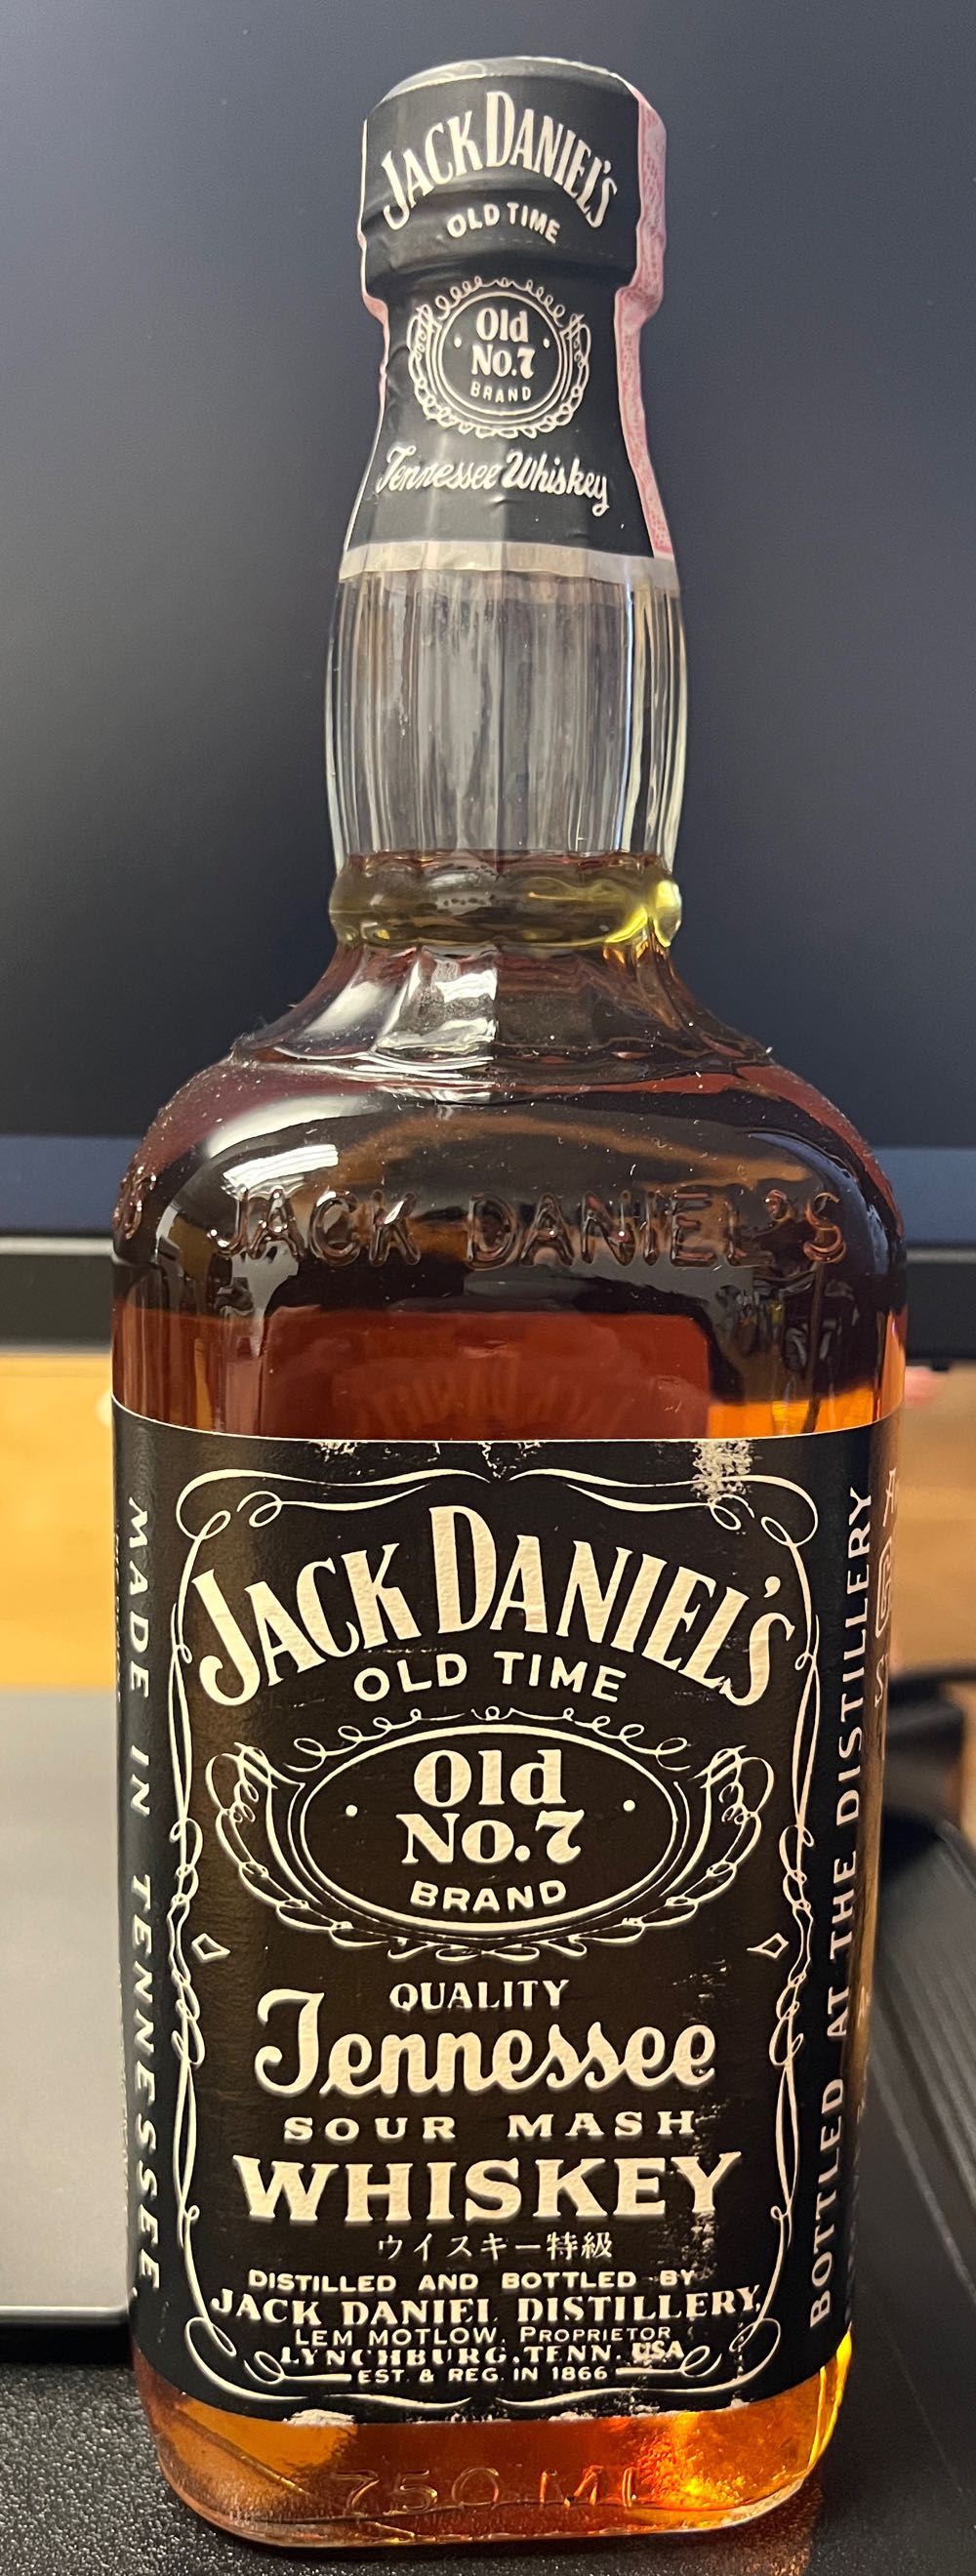 JACK DANIEL'S
OLD TIME
Old
No.7
BRAND
Tennessee Whiskey
JACK DANIEL'S
JACK DANIEL'S
OLD TIME
Old
No.7
BRAND
QUALITY
Tennessee
SOUR MASH
WHISKEY
ウイスキー特級
DISTILLED AND BOTTLED BY
JACK DANIEL DISTILLERY,
LEM MOTLOW, PROPRIETOR
LYNCHBURG, TENN. USA
EST. & REG. IN 1866
MADE IN TENNESSEE.
BOTTLED AT THE DISTILLERY
750 ML